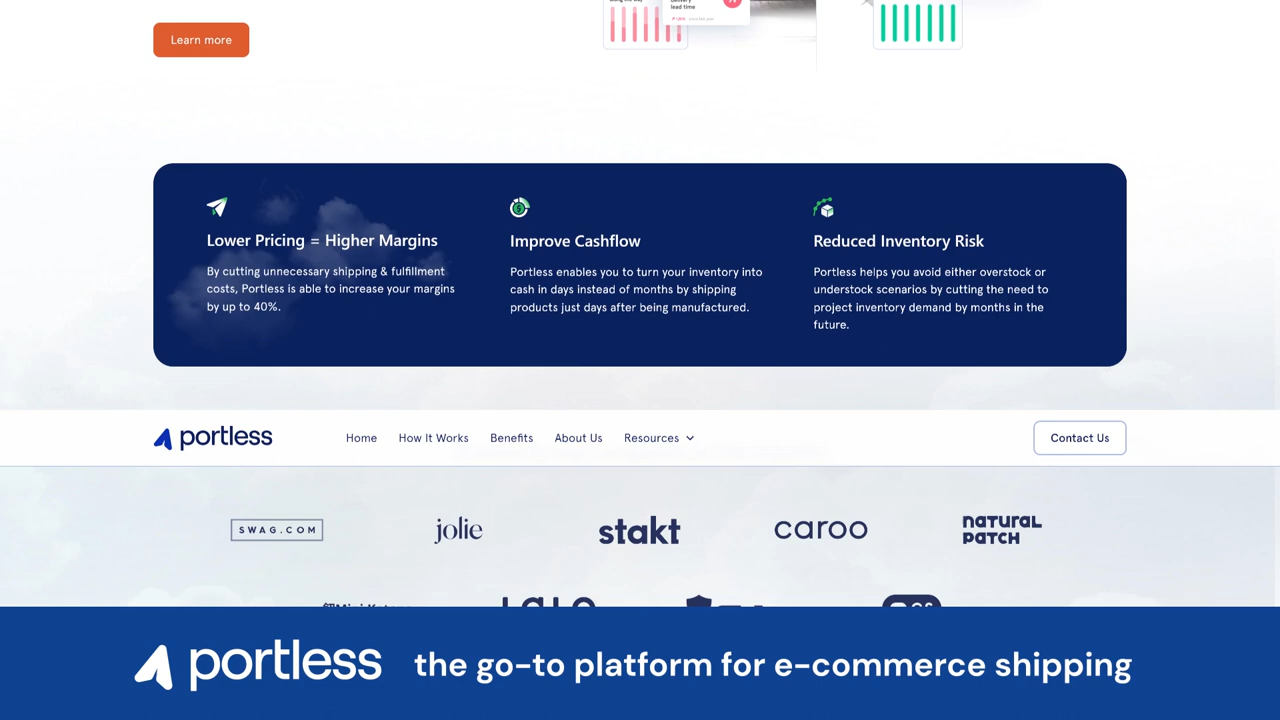 delivery
lead time
Learn more
Lower Pricing = Higher Margins
By cutting unnecessary shipping & fulfillment
costs, Portless is able to increase your margins
by up to 40%.
Improve Cashflow
Portless enables you to turn your inventory into
cash in days instead of months by shipping
products just days after being manufactured.
Reduced Inventory Risk
Portless helps you avoid either overstock or
understock scenarios by cutting the need to
project inventory demand by months in the
future.
portless
Home
How It Works
Benefits
About Us
Resources
Contact Us
SWAG.COM
jolie
stakt
caroo
natural
patch
portless
the go-to platform for e-commerce shipping